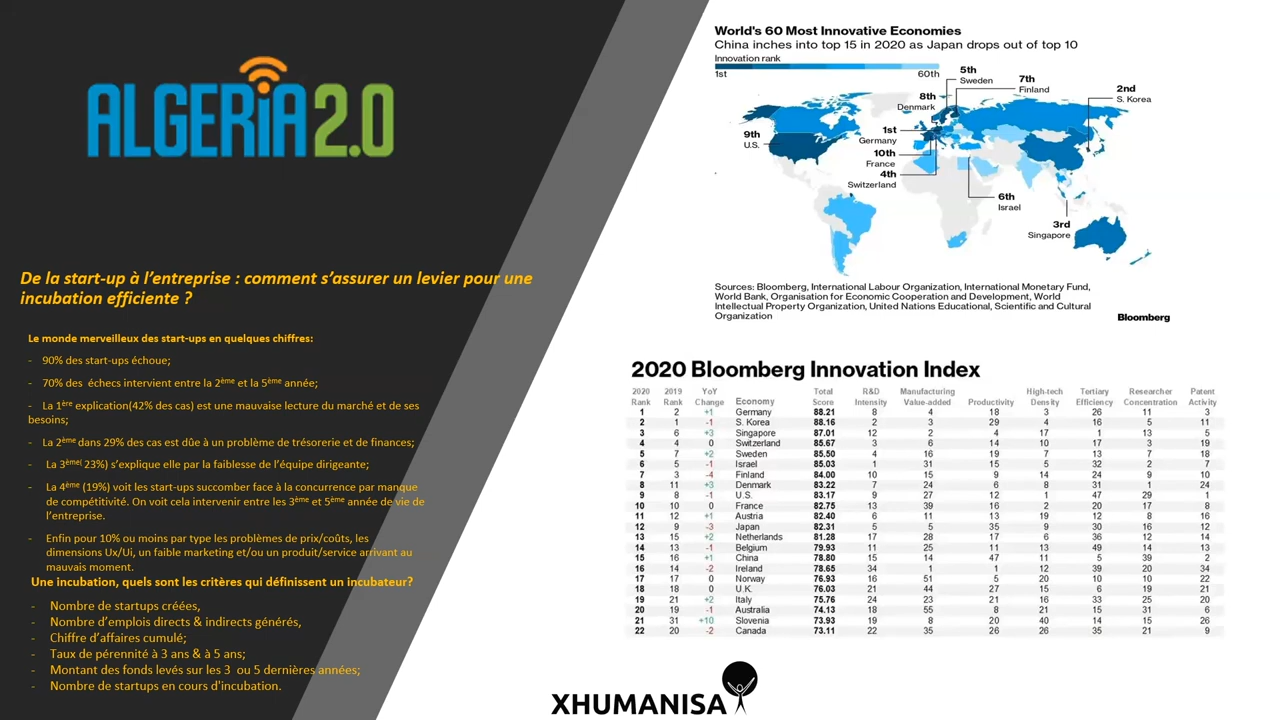 ALGERIA 2.0
De la start-up à l’entreprise : comment s’assurer un levier pour une
incubation efficiente ?
Le monde merveilleux des start-ups en quelques chiffres:
- 90% des start-ups échoue;
- 70% des échecs intervient entre la 2ème et la 5ème année;
- La 1ère explication(42% des cas) est une mauvaise lecture du marché et de ses
besoins;
- La 2ème dans 29% des cas est dûe à un problème de trésorerie et de finances;
- La 3ème( 23%) s’explique elle par la faiblesse de l’équipe dirigeante;
- La 4ème (19%) voit les start-ups succomber face à la concurrence par manque
de compétitivité. On voit cela intervenir entre les 3ème et 5ème année de vie de
l’entreprise.
- Enfin pour 10% ou moins par type les problèmes de prix/coûts, les
dimensions Ux/Ui, un faible marketing et/ou un produit/service arrivant au
mauvais moment.
Une incubation, quels sont les critères qui définissent un incubateur?
- Nombre de startups créées,
- Nombre d’emplois directs & indirects générés,
- Chiffre d’affaires cumulé;
- Taux de pérennité à 3 ans & à 5 ans;
- Montant des fonds levés sur les 3 ou 5 dernières années;
- Nombre de startups en cours d'incubation.
World's 60 Most Innovative Economies
China inches into top 15 in 2020 as Japan drops out of top 10
Innovation rank
1st 60th
5th
Sweden
7th
Finland
8th
Denmark
2nd
S. Korea
9th
U.S.
1st
Germany
10th
France
4th
Switzerland
6th
Israel
3rd
Singapore
Sources: Bloomberg, International Labour Organization, International Monetary Fund,
World Bank, Organisation for Economic Cooperation and Development, World
Intellectual Property Organization, United Nations Educational, Scientific and Cultural
Organization
Bloomberg
2020 Bloomberg Innovation Index
2020 Rank 2019 Rank YoY Change Economy Total Score R&D Intensity Manufacturing Value-added Productivity High-tech Density Tertiary Efficiency Researcher Concentration Patent Activity
1 2 +1 Germany 88.21 8 4 18 3 26 11 3
2 1 -1 S. Korea 88.16 2 3 29 4 16 5 11
3 6 +3 Singapore 87.01 12 2 4 17 1 13 5
4 4 0 Switzerland 85.67 3 6 14 10 17 3 19
5 7 +2 Sweden 85.50 4 16 19 7 13 7 18
6 5 -1 Israel 85.03 1 31 15 5 32 2 7
7 3 -4 Finland 84.00 10 15 9 14 24 9 10
8 11 +3 Denmark 83.22 7 24 6 8 31 1 24
9 8 -1 U.S. 83.17 9 27 12 1 47 29 1
10 10 0 France 82.75 13 39 16 2 20 17 8
11 12 +1 Austria 82.40 6 11 13 19 12 8 16
12 9 -3 Japan 82.31 5 5 35 9 30 16 12
13 15 +2 Netherlands 81.28 17 28 17 6 36 12 14
14 13 -1 Belgium 79.93 11 25 11 13 49 14 13
15 16 +1 China 78.80 15 14 47 11 5 39 2
16 14 -2 Ireland 78.65 34 1 1 12 39 20 34
17 17 0 Norway 76.93 16 51 5 20 10 10 22
18 18 0 U.K. 76.03 21 44 27 15 6 19 21
19 21 +2 Italy 75.76 24 23 21 16 33 25 20
20 19 -1 Australia 74.13 18 55 8 21 15 31 6
21 31 +10 Slovenia 73.93 19 8 20 40 14 15 26
22 20 -2 Canada 73.11 22 35 26 26 35 21 9
XHUMANISA